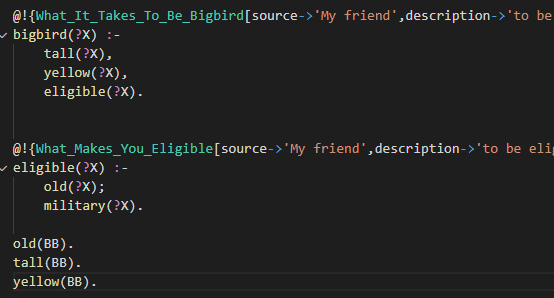 @!{What_It_Takes_To_Be_Bigbird[source->'My friend',description->'to be
bigbird(?X) :-
tall(?X),
yellow(?X),
eligible(?X).
@!{What_Makes_You_Eligible[source->'My friend',description->'to be eli
eligible(?X) :-
old(?X);
military(?X).
old(BB).
tall(BB).
yellow(BB).